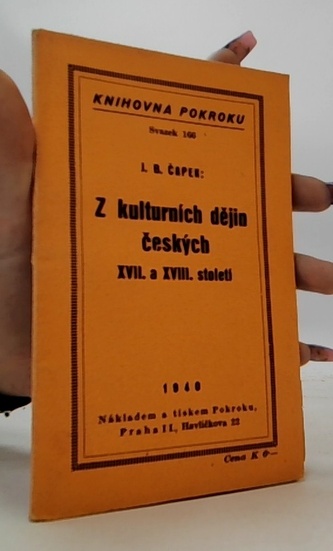 KNIHOVNA POKROKU
Svazek 166
J. B. ČAPEK:
Z kulturních dějin
českých
XVII. a XVIII. století
1940
Nákladem a tiskem Pokroku,
Praha II., Havlíčkova 22
Cena K